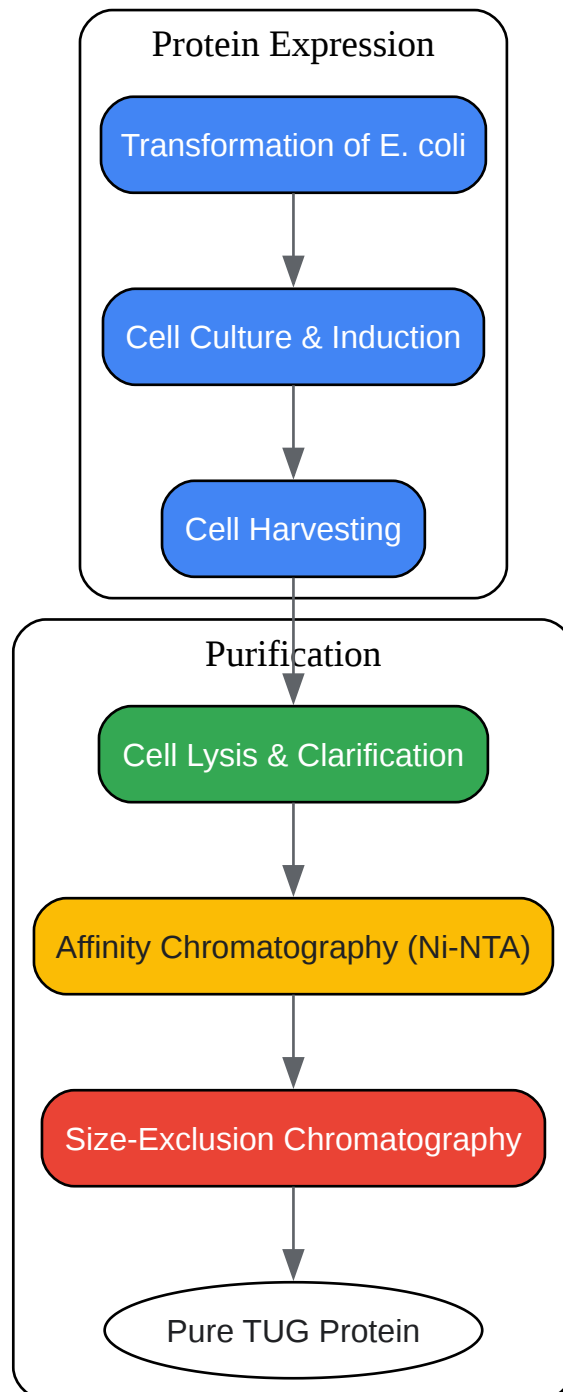 Protein Expression
Transformation of E. coli
Cell Culture & Induction
Cell Harvesting
Purification
Cell Lysis & Clarification
Affinity Chromatography (Ni-NTA)
Size-Exclusion Chromatography
Pure TUG Protein